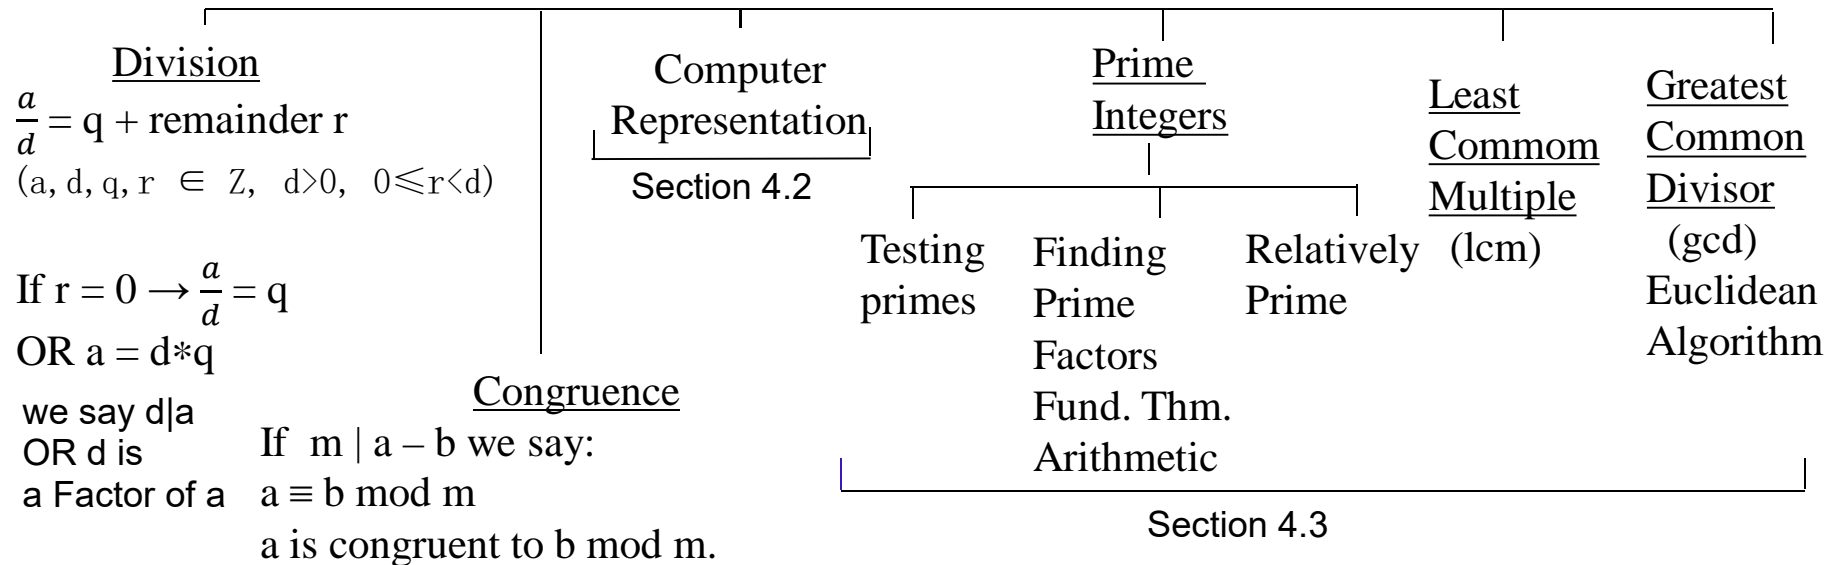 Division
a/d = q + remainder r
(a, d, q, r ∈ Z, d>0, 0≤r<d)
If r = 0 → a/d = q
OR a = d*q
we say d|a
OR d is
a Factor of a
Congruence
If m | a – b we say:
a ≡ b mod m
a is congruent to b mod m.
Computer
Representation
Section 4.2
Prime
Integers
Testing
primes
Finding
Prime
Factors
Fund. Thm.
Arithmetic
Relatively
Prime
Least
Commom
Multiple
(lcm)
Greatest
Common
Divisor
(gcd)
Euclidean
Algorithm
Section 4.3